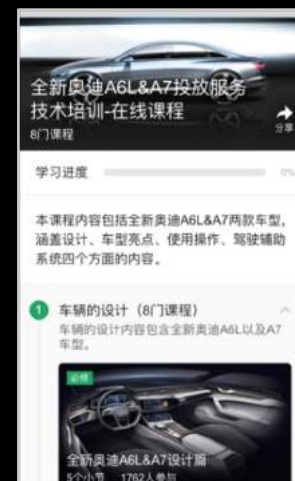 全新奥迪A6L&A7投放服务
技术培训-在线课程
8门课程
分享
学习进度
0%
本课程内容包括全新奥迪A6L&A7两款车型,
涵盖设计、车型亮点、使用操作、驾驶辅助
系统四个方面的内容。
1 车辆的设计（8门课程）
车辆的设计内容包含全新奥迪A6L以及A7
车型。
必修
全新奥迪A6L&A7设计篇
5个小节 1762人参与